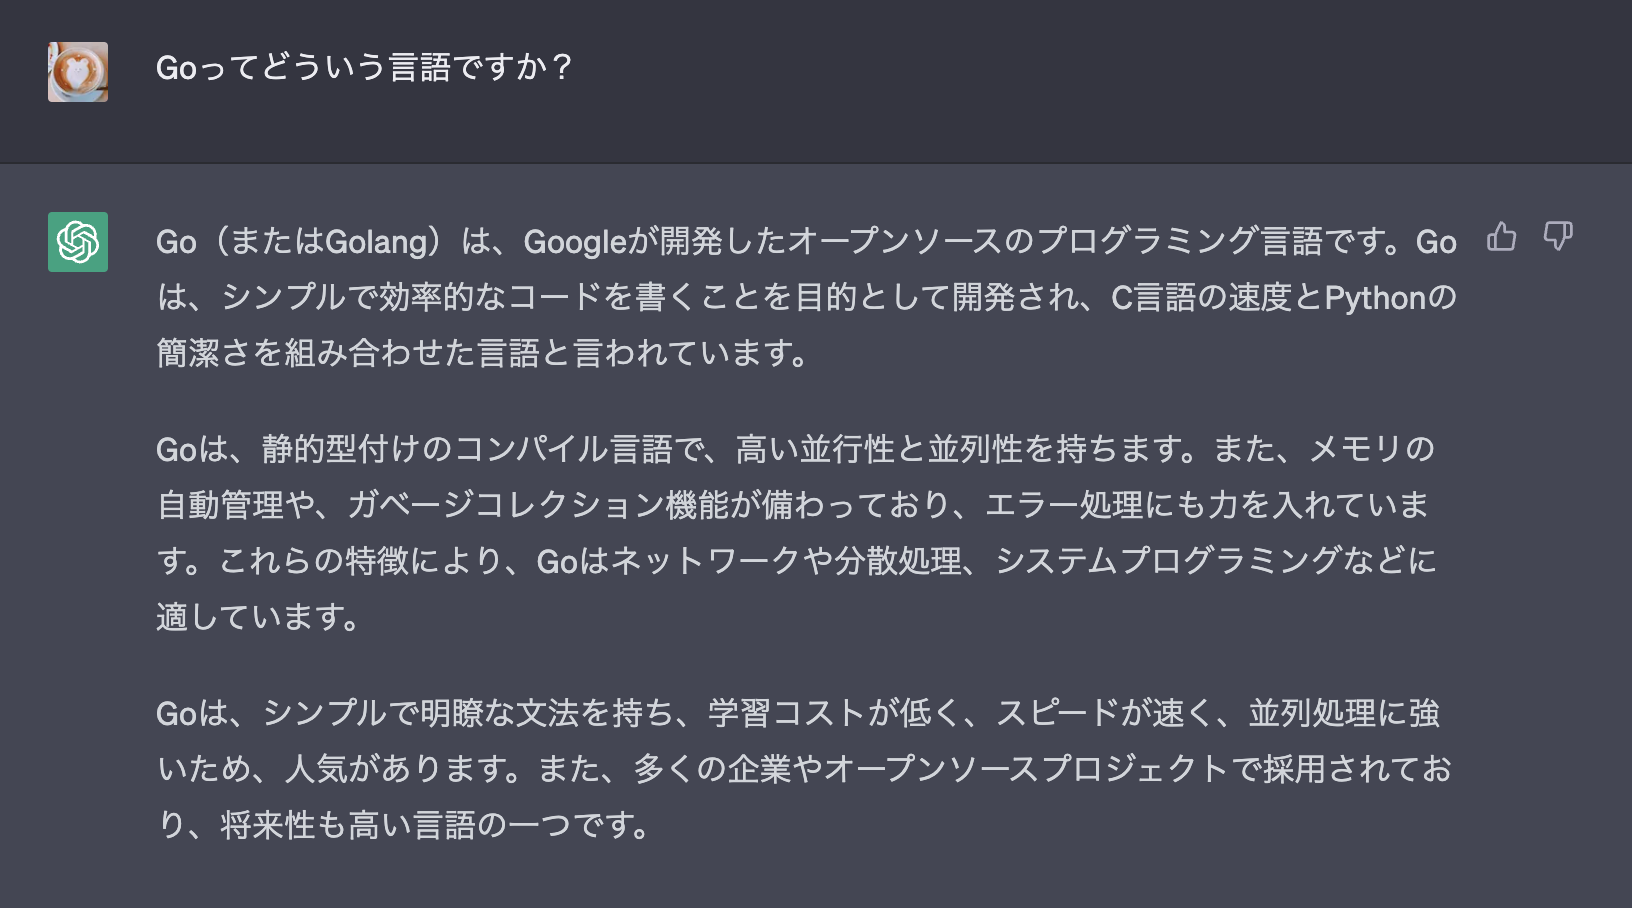 Goってどういう言語ですか？
Go（またはGolang）は、Googleが開発したオープンソースのプログラミング言語です。Go
は、シンプルで効率的なコードを書くことを目的として開発され、C言語の速度とPythonの
簡潔さを組み合わせた言語と言われています。
Goは、静的型付けのコンパイル言語で、高い並行性と並列性を持ちます。また、メモリの
自動管理や、ガベージコレクション機能が備わっており、エラー処理にも力を入れていま
す。これらの特徴により、Goはネットワークや分散処理、システムプログラミングなどに
適しています。
Goは、シンプルで明瞭な文法を持ち、学習コストが低く、スピードが速く、並列処理に強
いため、人気があります。また、多くの企業やオープンソースプロジェクトで採用されてお
り、将来性も高い言語の一つです。